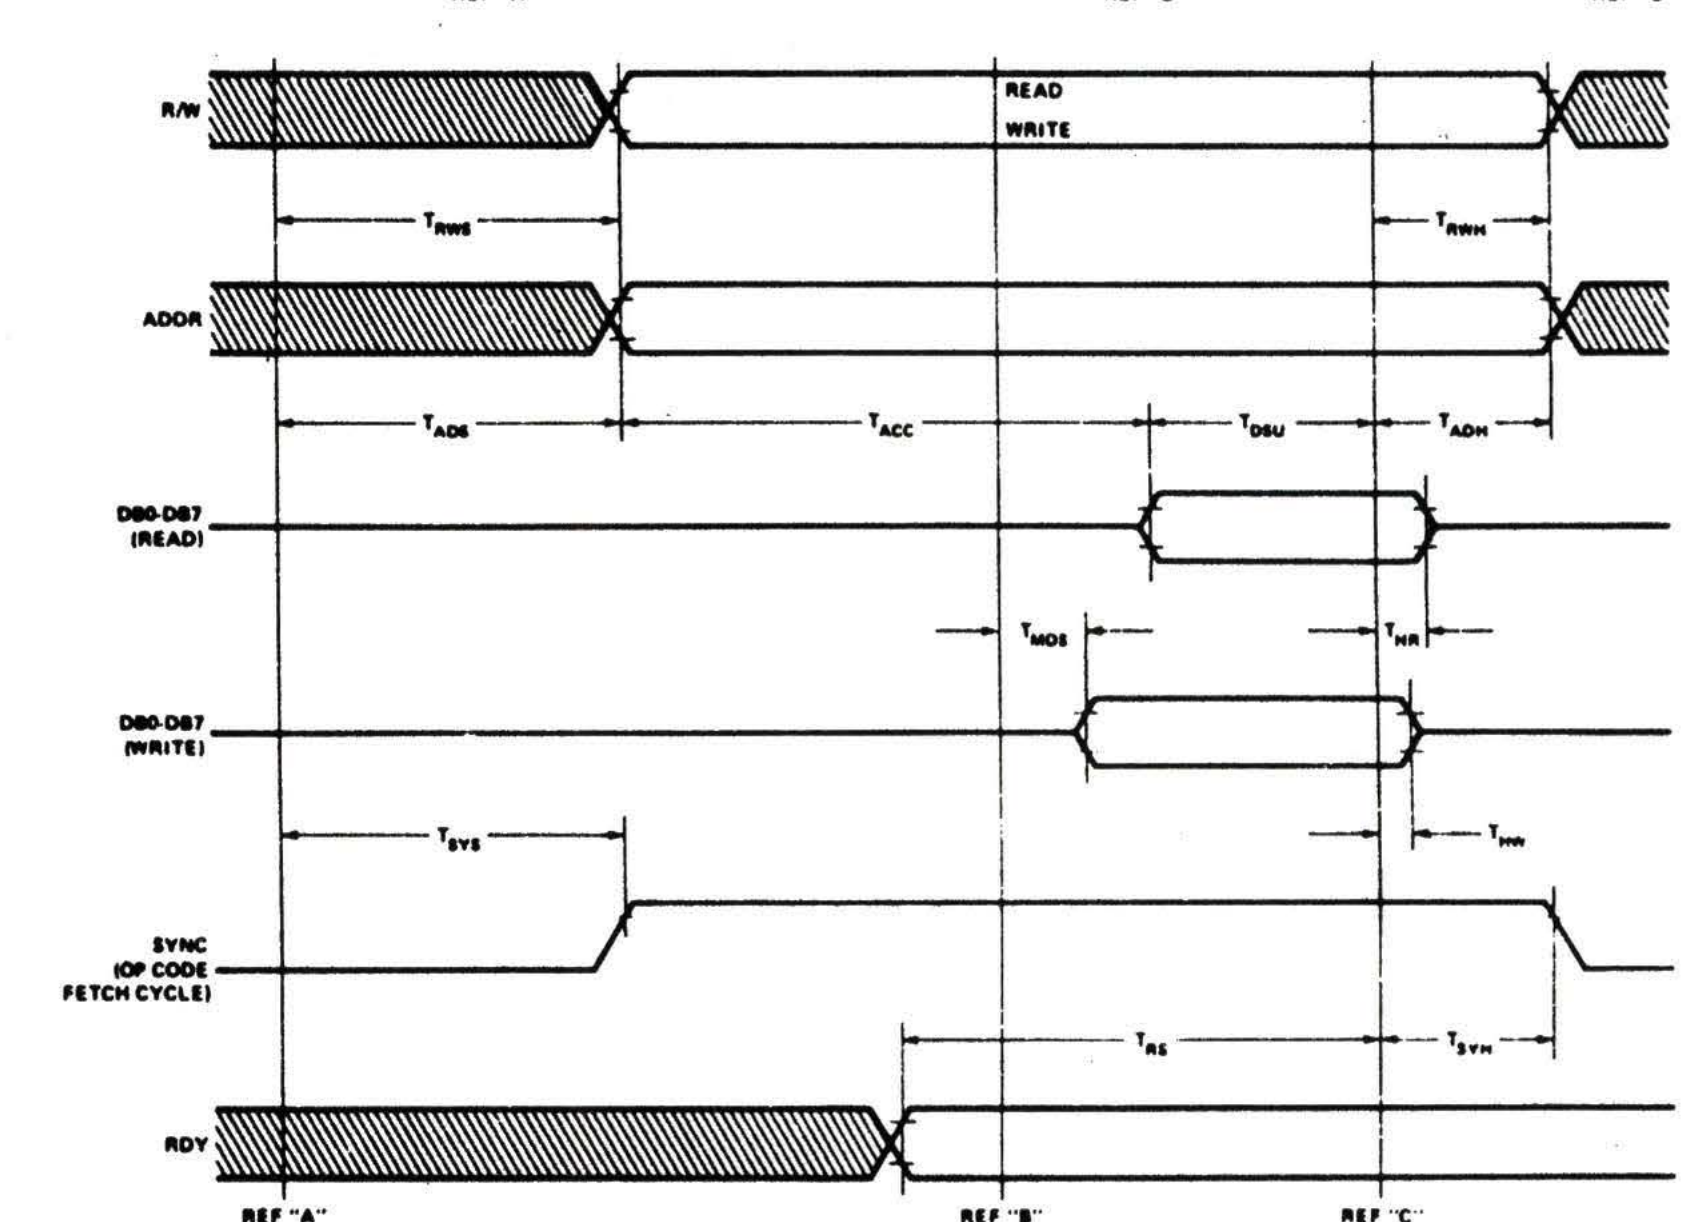 R/W
READ
WRITE
TRWS
TRWH
ADDR
TADS
TACC
TDSU
TADH
DB0-DB7
(READ)
TMDS
THR
DB0-DB7
(WRITE)
TSYS
THW
SYNC
(OP CODE
FETCH CYCLE)
TRS
TSYH
RDY
REF "A"
REF "B"
REF "C"